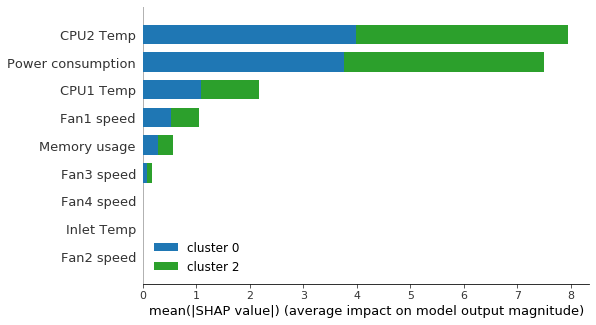 CPU2 Temp
Power consumption
CPU1 Temp
Fan1 speed
Memory usage
Fan3 speed
Fan4 speed
Inlet Temp
Fan2 speed
cluster 0
cluster 2
0 1 2 3 4 5 6 7 8
mean(|SHAP value|) (average impact on model output magnitude)